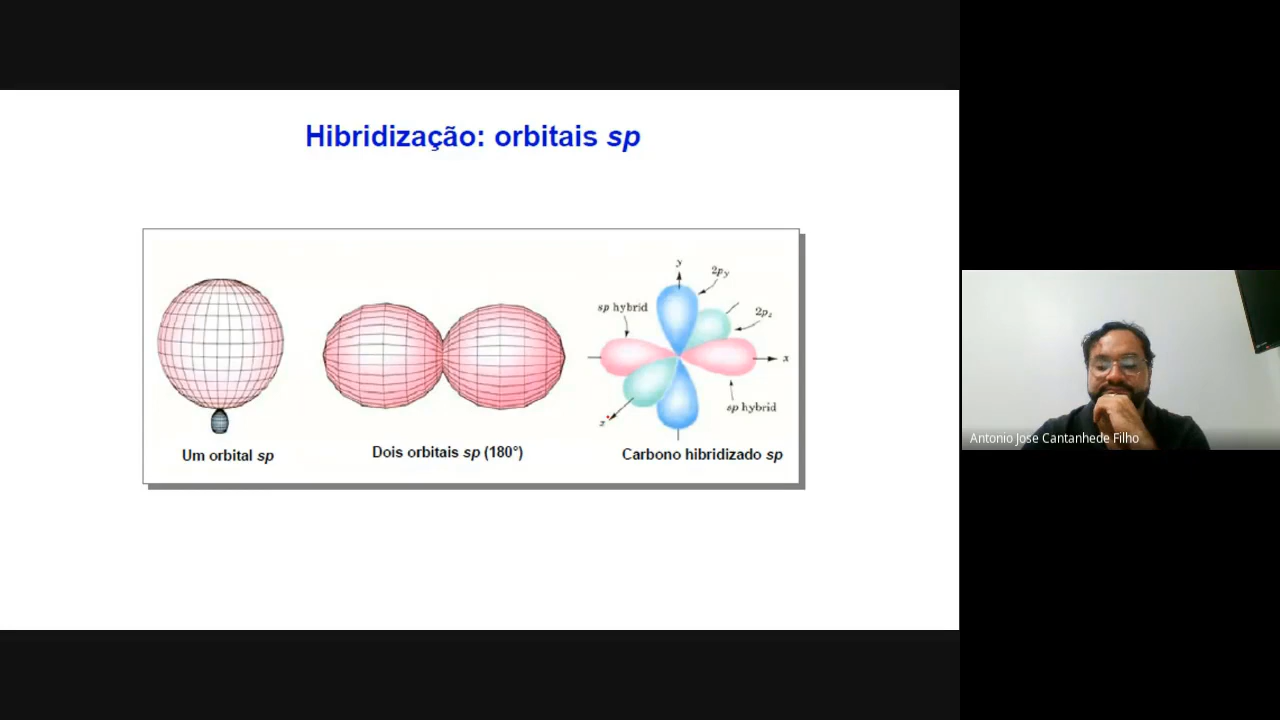 Hibridização: orbitais sp
y
2py
sp hybrid
2pz
x
sp hybrid
z
Um orbital sp
Dois orbitais sp (180°)
Carbono hibridizado sp
Antonio Jose Cantanhede Filho